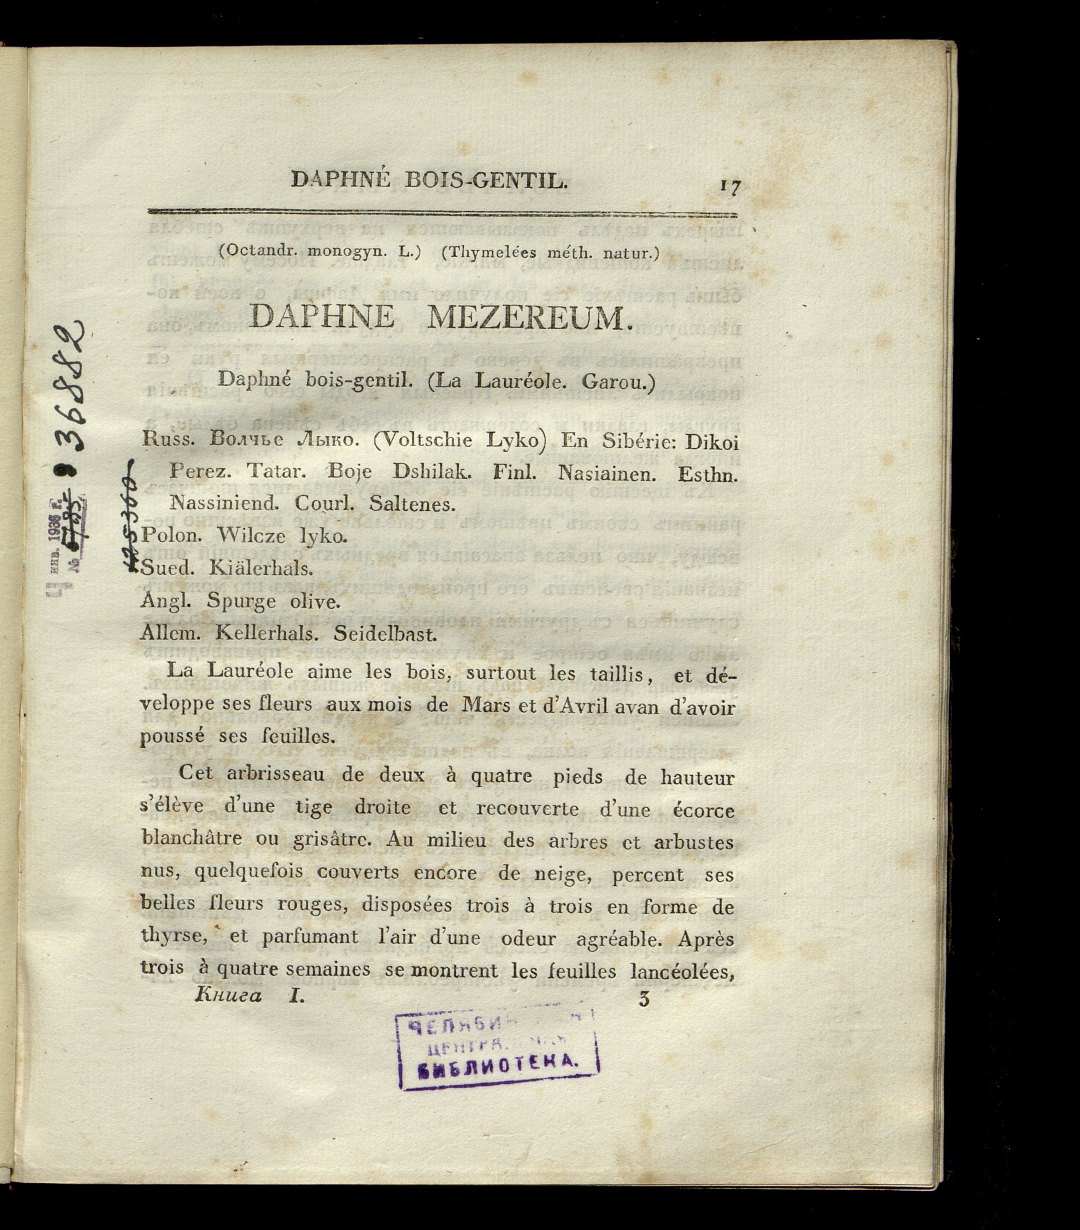 DAPHNÉ BOIS-GENTIL. 17
(Octandr. monogyn. L.) (Thymelées méth. natur.)
DAPHNE MEZEREUM.
Daphné bois-gentil. (La Lauréole. Garou.)
Russ. Волчье Лыко. (Voltschie Lyko) En Sibérie: Dikoi
Perez. Tatar. Boje Dshilak. Finl. Nasiainen. Esthn.
Nassiniend. Courl. Saltenes.
Polon. Wilcze lyko.
Sued. Kiälerhals.
Angl. Spurge olive.
Allem. Kellerhals. Seidelbast.
La Lauréole aime les bois, surtout les taillis, et dé-
veloppe ses fleurs aux mois de Mars et d'Avril avan d'avoir
poussé ses feuilles.
Cet arbrisseau de deux à quatre pieds de hauteur
s'élève d'une tige droite et recouverte d'une écorce
blanchâtre ou grisâtre. Au milieu des arbres et arbustes
nus, quelquefois couverts encore de neige, percent ses
belles fleurs rouges, disposées trois à trois en forme de
thyrse, et parfumant l'air d'une odeur agréable. Après
trois à quatre semaines se montrent les feuilles lancéolées,
Книга I. 3
ЦЕНТРАЛЬНАЯ
БИБЛИОТЕКА.
36882
125360
янв. 1936 г.
№